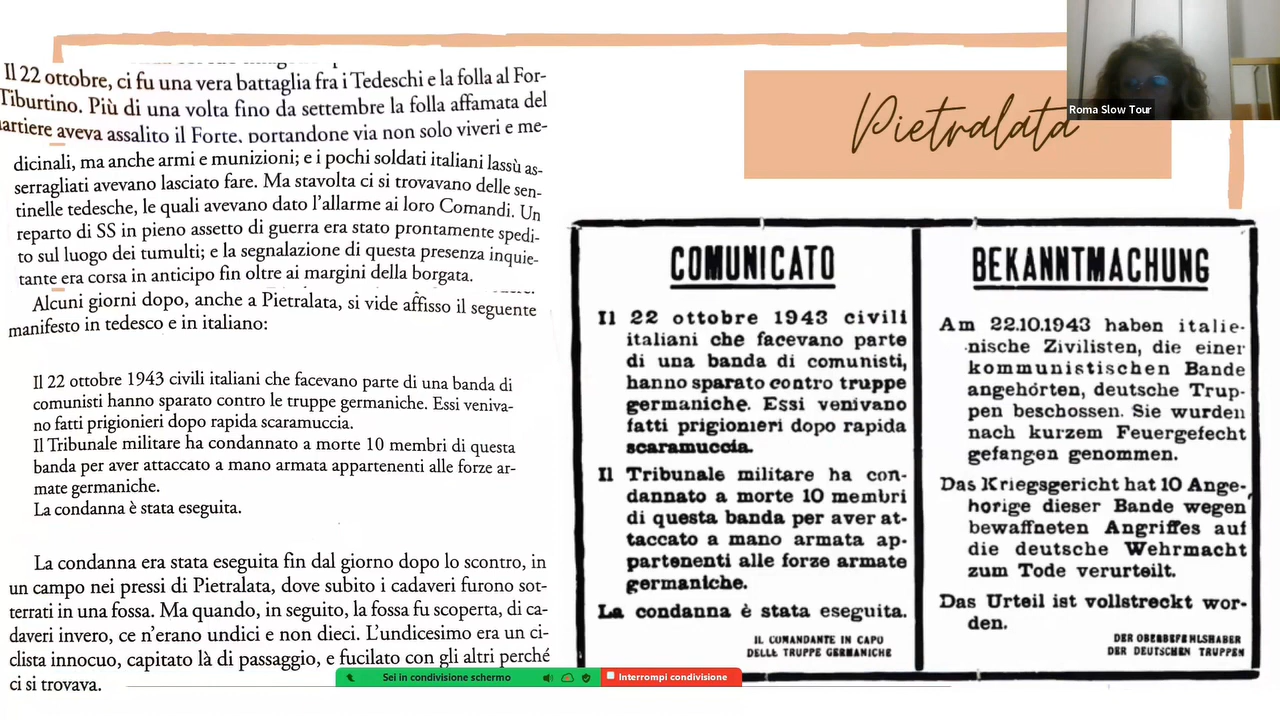 Il 22 ottobre, ci fu una vera battaglia fra i Tedeschi e la folla al For-
Tiburtino. Più di una volta fino da settembre la folla affamata del
artiere aveva assalito il Forte, portandone via non solo viveri e me-
dicinali, ma anche armi e munizioni; e i pochi soldati italiani lassù as-
serragliati avevano lasciato fare. Ma stavolta ci si trovavano delle sen-
tinelle tedesche, le quali avevano dato l'allarme ai loro Comandi. Un
reparto di SS in pieno assetto di guerra era stato prontamente spedi-
to sul luogo dei tumulti; e la segnalazione di questa presenza inquie-
tante era corsa in anticipo fin oltre ai margini della borgata.
Alcuni giorni dopo, anche a Pietralata, si vide affisso il seguente
manifesto in tedesco e in italiano:
Il 22 ottobre 1943 civili italiani che facevano parte di una banda di
comunisti hanno sparato contro le truppe germaniche. Essi veniva-
no fatti prigionieri dopo rapida scaramuccia.
Il Tribunale militare ha condannato a morte 10 membri di questa
banda per aver attaccato a mano armata appartenenti alle forze ar-
mate germaniche.
La condanna è stata eseguita.
La condanna era stata eseguita fin dal giorno dopo lo scontro, in
un campo nei pressi di Pietralata, dove subito i cadaveri furono sot-
terrati in una fossa. Ma quando, in seguito, la fossa fu scoperta, di ca-
daveri invero, ce n'erano undici e non dieci. L'undicesimo era un ci-
clista innocuo, capitato là di passaggio, e fucilato con gli altri perché
ci si trovava.
Pietralata
Roma Slow Tour
COMUNICATO
Il 22 ottobre 1943 civili
italiani che facevano parte
di una banda di comunisti,
hanno sparato contro truppe
germaniche. Essi venivano
fatti prigionieri dopo rapida
scaramuccia.
Il Tribunale militare ha con-
dannato a morte 10 membri
di questa banda per aver at-
taccato a mano armata ap-
partenenti alle forze armate
germaniche.
La condanna è stata eseguita.
IL COMANDANTE IN CAPO
DELLE TRUPPE GERMANICHE
BEKANNTMACHUNG
Am 22.10.1943 haben italie-
nische Zivilisten, die einer
kommunistischen Bande
angehörten, deutsche Trup-
pen beschossen. Sie wurden
nach kurzem Feuergefecht
gefangen genommen.
Das Kriegsgericht hat 10 Ange-
hörige dieser Bande wegen
bewaffneten Angriffes auf
die deutsche Wehrmacht
zum Tode verurteilt.
Das Urteil ist vollstreckt wor-
den.
DER OBERBEFEHLSHABER
DER DEUTSCHEN TRUPPEN
Sei in condivisione schermo
Interrompi condivisione